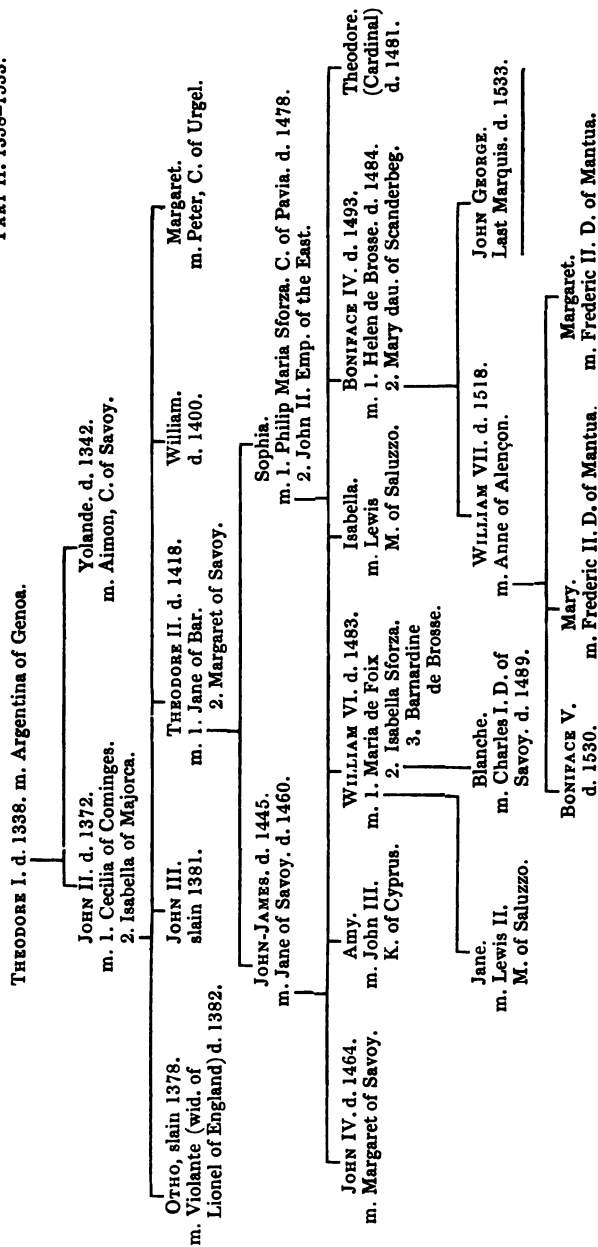 PART II. 1338–1533.
THEODORE I. d. 1338. m. Argentina of Genoa.
JOHN II. d. 1372.
m. 1. Cecilia of Cominges.
2. Isabella of Majorca.
Yolande. d. 1342.
m. Aimon, C. of Savoy.
OTHO, slain 1378.
m. Violante (wid. of
Lionel of England) d. 1382.
JOHN III.
slain 1381.
THEODORE II. d. 1418.
m. 1. Jane of Bar.
2. Margaret of Savoy.
William.
d. 1400.
Margaret.
m. Peter, C. of Urgel.
JOHN-JAMES. d. 1445.
m. Jane of Savoy. d. 1460.
Sophia.
m. 1. Philip Maria Sforza. C. of Pavia. d. 1478.
2. John II. Emp. of the East.
JOHN IV. d. 1464.
m. Margaret of Savoy.
Amy.
m. John III.
K. of Cyprus.
WILLIAM VI. d. 1483.
m. 1. Maria de Foix
2. Isabella Sforza.
3. Barnardine
de Brosse.
Isabella.
m. Lewis
M. of Saluzzo.
BONIFACE IV. d. 1493.
m. 1. Helen de Brosse. d. 1484.
2. Mary dau. of Scanderbeg.
Theodore.
(Cardinal)
d. 1481.
Jane.
m. Lewis II.
M. of Saluzzo.
Blanche.
m. Charles I. D. of
Savoy. d. 1489.
WILLIAM VII. d. 1518.
m. Anne of Alençon.
JOHN GEORGE.
Last Marquis. d. 1533.
BONIFACE V.
d. 1530.
Mary.
m. Frederic II. D. of Mantua.
Margaret.
m. Frederic II. D. of Mantua.